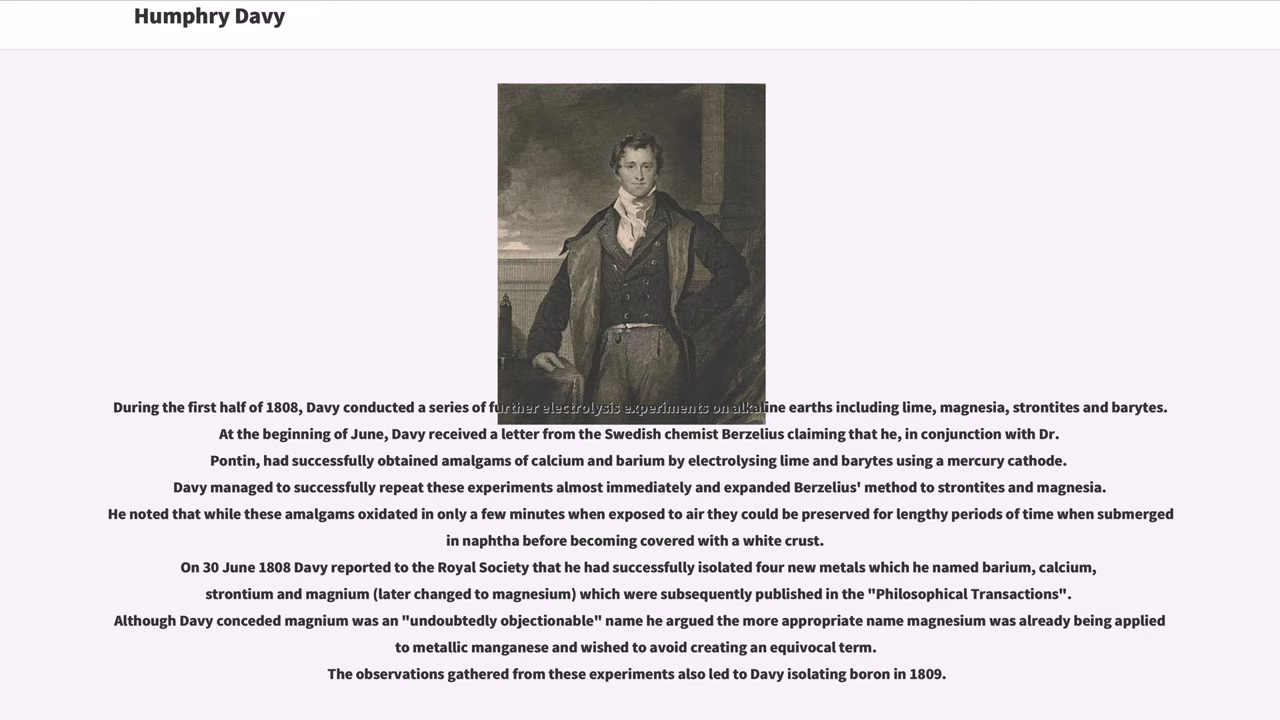 Humphry Davy
During the first half of 1808, Davy conducted a series of further electrolysis experiments on alkaline earths including lime, magnesia, strontites and barytes.
At the beginning of June, Davy received a letter from the Swedish chemist Berzelius claiming that he, in conjunction with Dr.
Pontin, had successfully obtained amalgams of calcium and barium by electrolysing lime and barytes using a mercury cathode.
Davy managed to successfully repeat these experiments almost immediately and expanded Berzelius' method to strontites and magnesia.
He noted that while these amalgams oxidated in only a few minutes when exposed to air they could be preserved for lengthy periods of time when submerged
in naphtha before becoming covered with a white crust.
On 30 June 1808 Davy reported to the Royal Society that he had successfully isolated four new metals which he named barium, calcium,
strontium and magnium (later changed to magnesium) which were subsequently published in the "Philosophical Transactions".
Although Davy conceded magnium was an "undoubtedly objectionable" name he argued the more appropriate name magnesium was already being applied
to metallic manganese and wished to avoid creating an equivocal term.
The observations gathered from these experiments also led to Davy isolating boron in 1809.